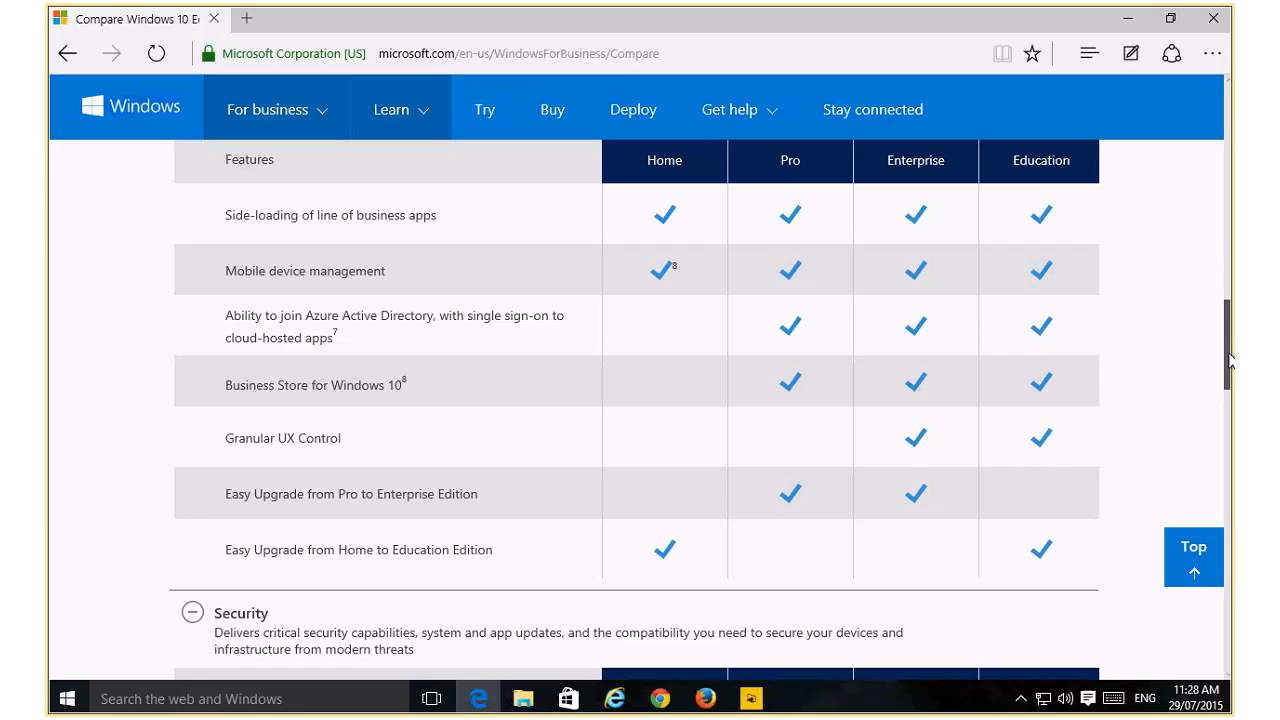 Compare Windows 10 E
Microsoft Corporation [US] microsoft.com/en-us/WindowsForBusiness/Compare
Windows For business Learn Try Buy Deploy Get help Stay connected
Features Home Pro Enterprise Education
Side-loading of line of business apps
Mobile device management 8
Ability to join Azure Active Directory, with single sign-on to
cloud-hosted apps7
Business Store for Windows 108
Granular UX Control
Easy Upgrade from Pro to Enterprise Edition
Easy Upgrade from Home to Education Edition
Top
Security
Delivers critical security capabilities, system and app updates, and the compatibility you need to secure your devices and
infrastructure from modern threats
Search the web and Windows
ENG
11:28 AM
29/07/2015